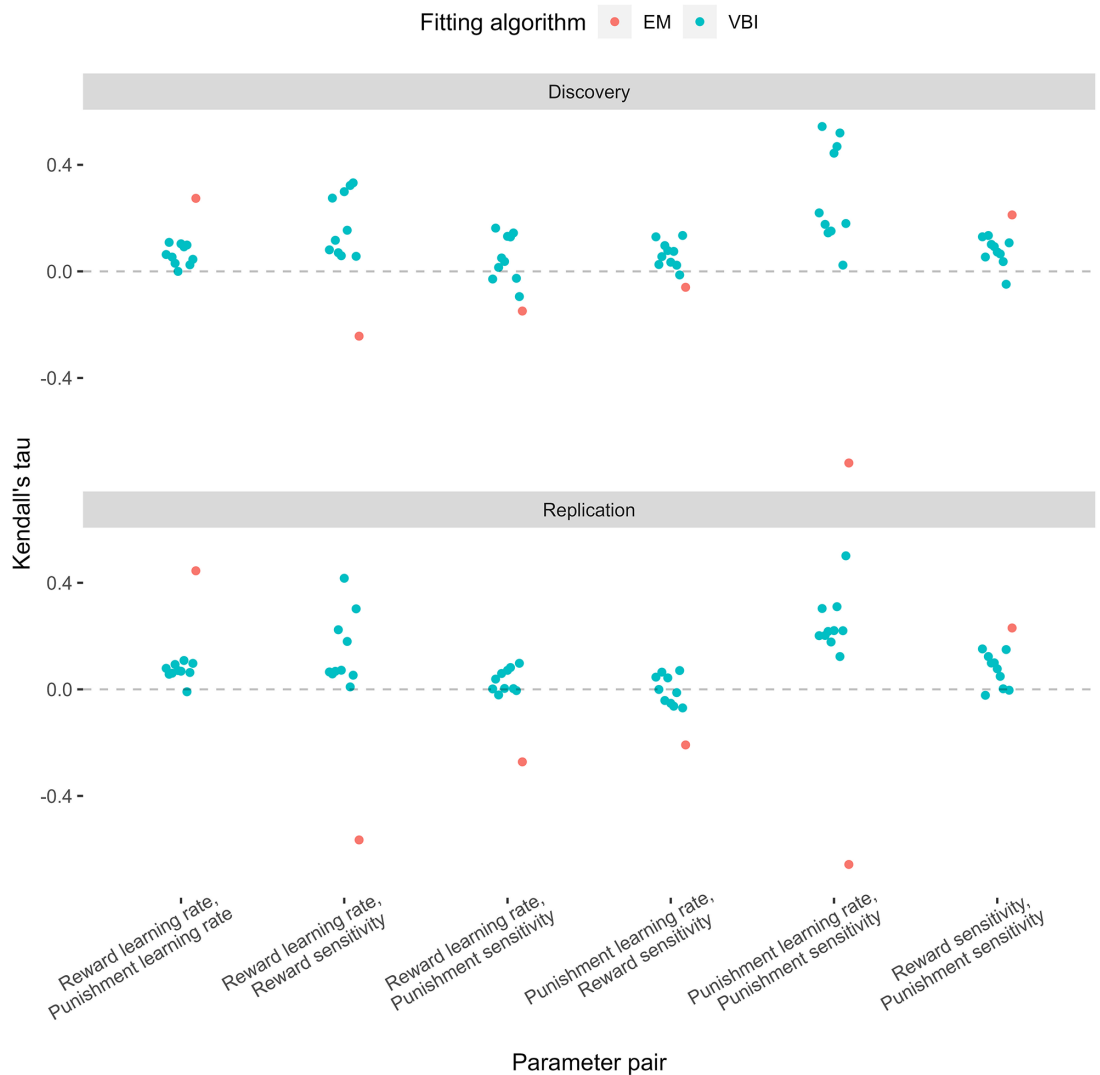 Fitting algorithm EM VBI
Discovery
0.4
0.0
-0.4
Kendall's tau
Replication
0.4
0.0
-0.4
Reward learning rate,
Punishment learning rate
Reward learning rate,
Reward sensitivity
Reward learning rate,
Punishment sensitivity
Punishment learning rate,
Reward sensitivity
Punishment learning rate,
Punishment sensitivity
Reward sensitivity,
Punishment sensitivity
Parameter pair